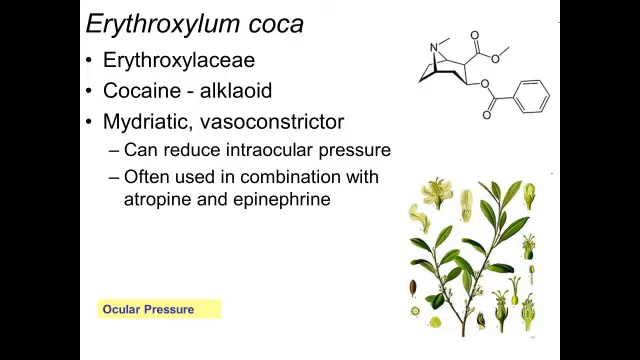 Erythroxylum coca
• Erythroxylaceae
• Cocaine - alklaoid
• Mydriatic, vasoconstrictor
– Can reduce intraocular pressure
– Often used in combination with
atropine and epinephrine
N
O
O
O
O
Ocular Pressure